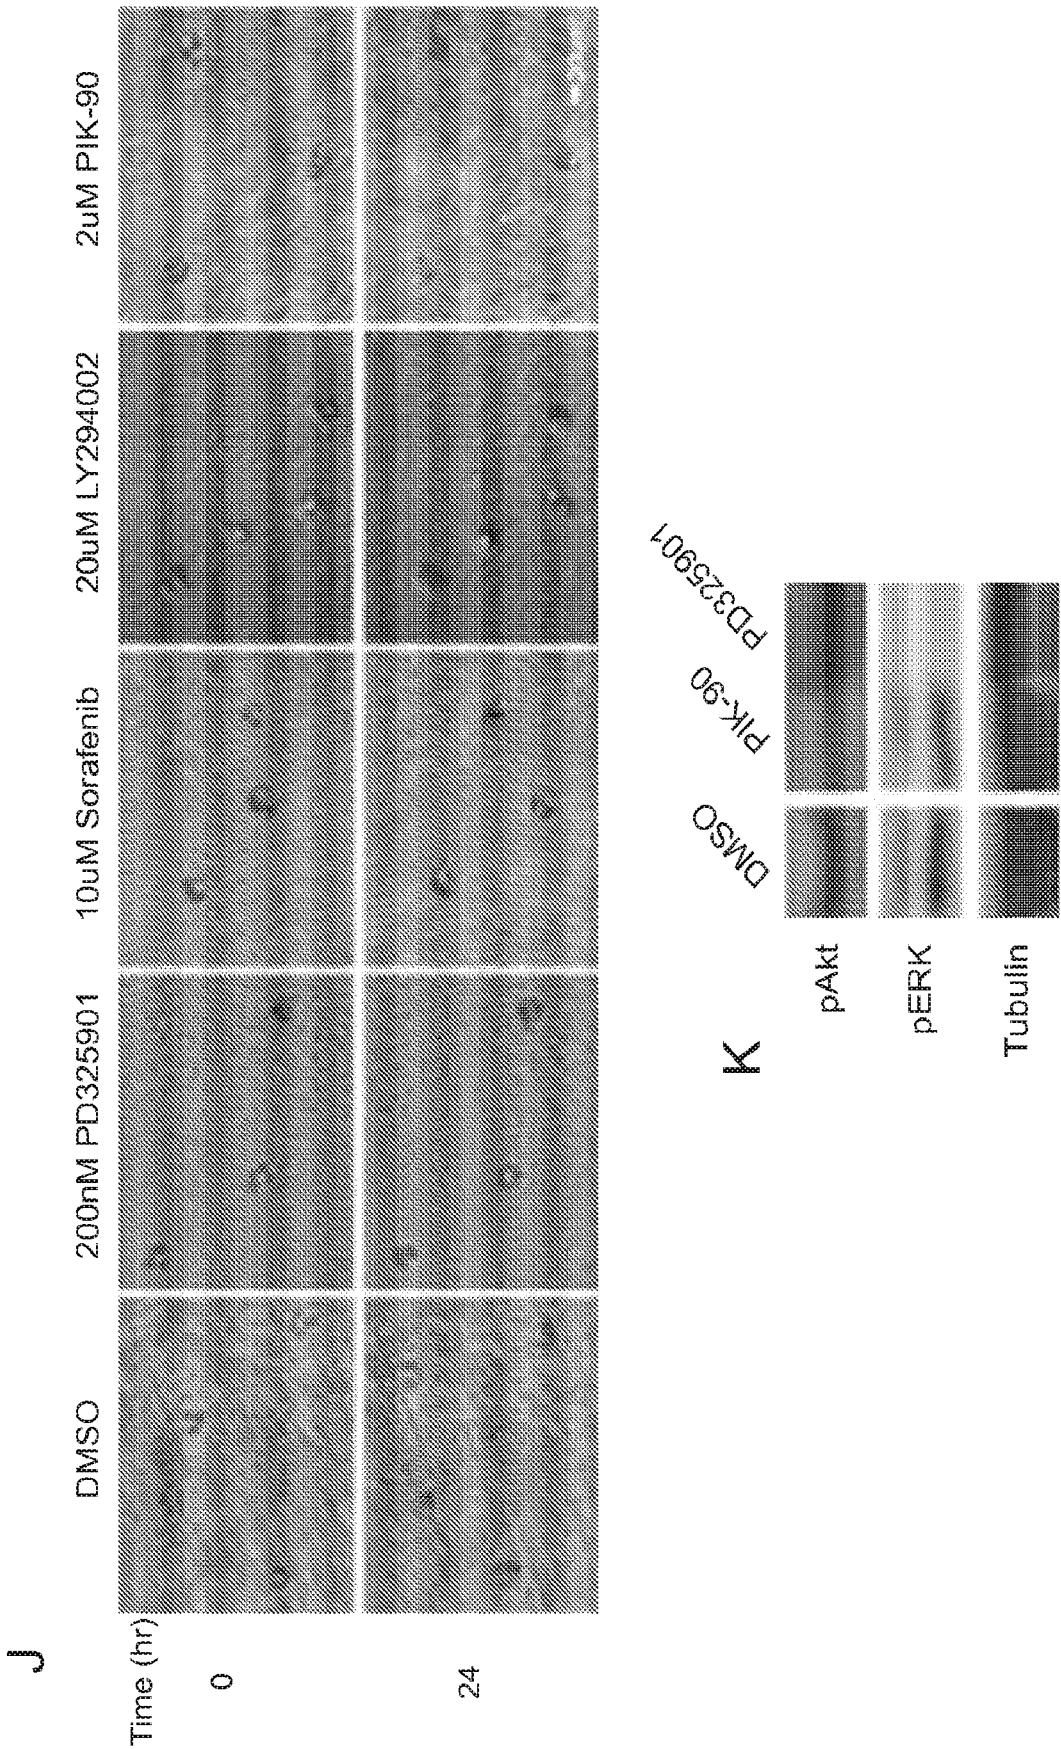 J
DMSO 200nM PD325901 10uM Sorafenib 20uM LY294002 2uM PIK-90
Time (hr)
0
24
K
DMSO PIK-90 PD325901
pAkt
pERK
Tubulin